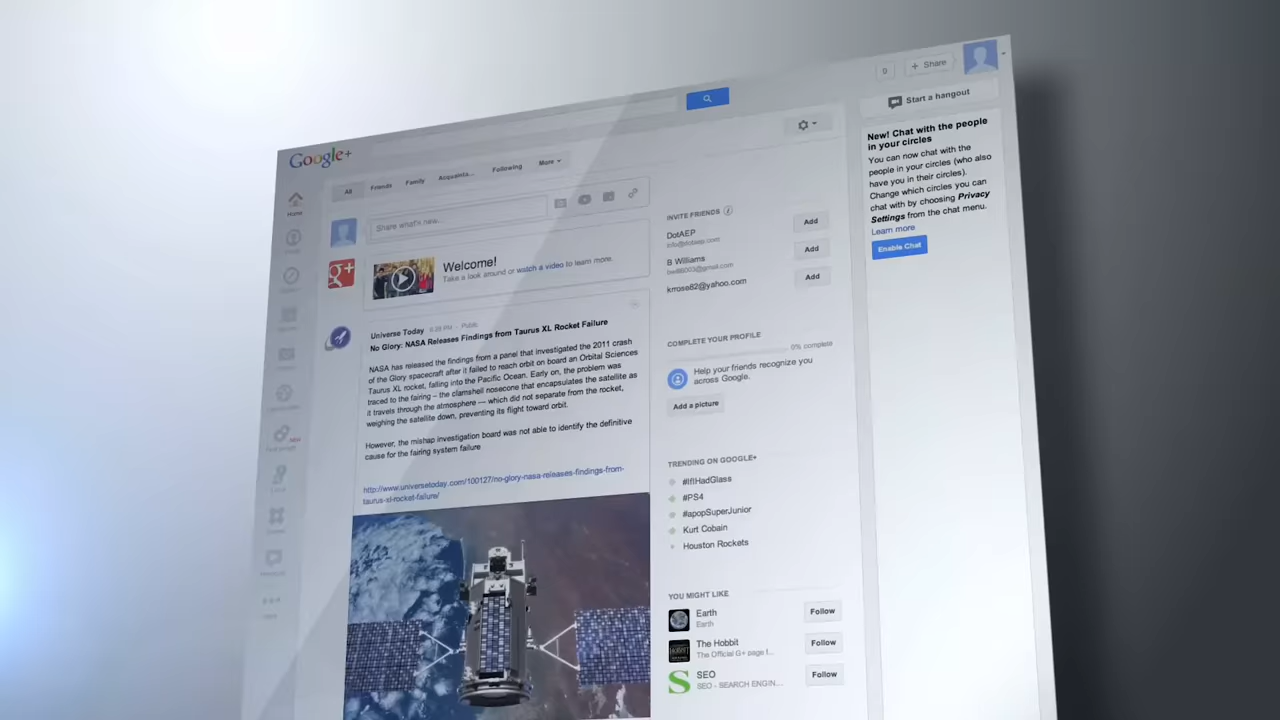 0
+ Share
Start a hangout
Google+
All
Friends
Family
Acquaint...
Following
More
Home
Share what's new...
g+
Welcome!
Take a look around or watch a video to learn more.
Universe Today 5:39 PM - Public
No Glory: NASA Releases Findings from Taurus XL Rocket Failure
NASA has released the findings from a panel that investigated the 2011 crash
of the Glory spacecraft after it failed to reach orbit on board an Orbital Sciences
Taurus XL rocket, falling into the Pacific Ocean. Early on, the problem was
traced to the fairing – the clamshell nosecone that encapsulates the satellite as
it travels through the atmosphere — which did not separate from the rocket,
weighing the satellite down, preventing its flight toward orbit.
However, the mishap investigation board was not able to identify the definitive
cause for the fairing system failure
http://www.universetoday.com/100127/no-glory-nasa-releases-findings-from-
taurus-xl-rocket-failure/
INVITE FRIENDS
DotAEP
info@dotaep.com
Add
B Williams
Add
krrose82@yahoo.com
Add
COMPLETE YOUR PROFILE
0% complete
Help your friends recognize you
across Google.
Add a picture
TRENDING ON GOOGLE+
#IfIHadGlass
#PS4
#apopSuperJunior
Kurt Cobain
Houston Rockets
YOU MIGHT LIKE
Earth
Earth
Follow
The Hobbit
The Official G+ page f...
Follow
SEO
SEO - SEARCH ENGIN...
Follow
New! Chat with the people
in your circles
You can now chat with the
people in your circles (who also
have you in their circles).
Change which circles you can
chat with by choosing Privacy
Settings from the chat menu.
Learn more
Enable Chat